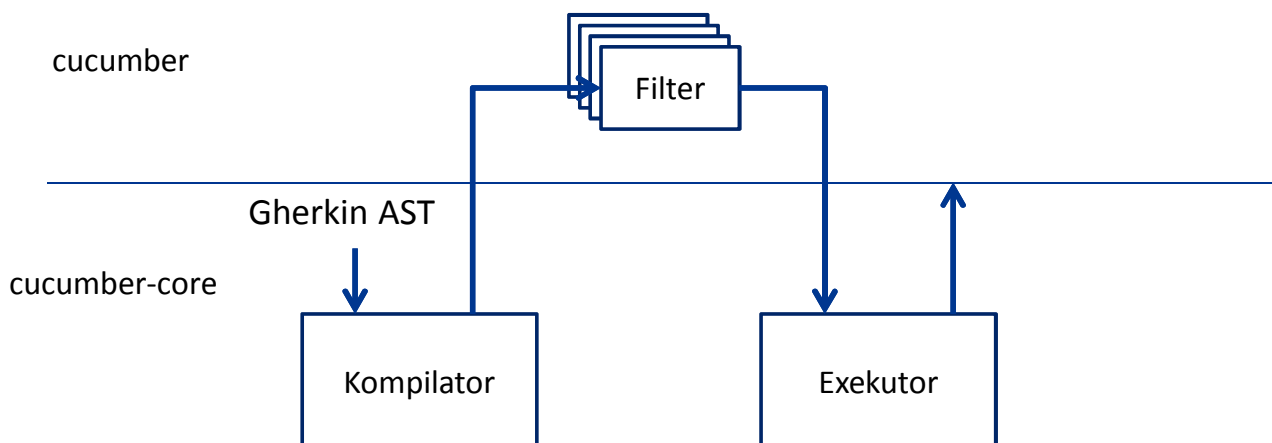 cucumber
Filter
Gherkin AST
cucumber-core
Kompilator
Exekutor